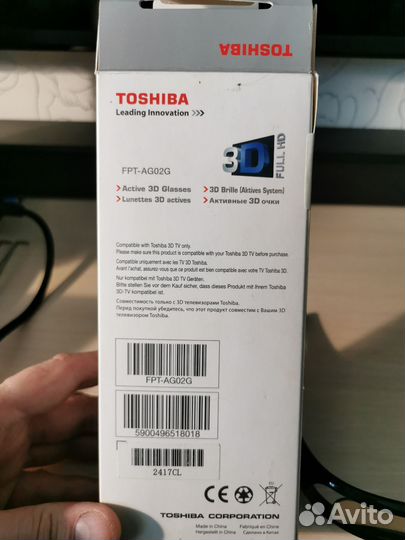 TOSHIBA
TOSHIBA
Leading Innovation >>>
3D FULL HD
FPT-AG02G
> Active 3D Glasses > 3D Brille (Aktives System)
> Lunettes 3D actives > Активные 3D очки
Compatible with Toshiba 3D TV only.
Please make sure this product is compatible with your Toshiba 3D TV before purchase.
Compatible uniquement avec les TV 3D Toshiba.
Avant l'achat, assurez-vous que ce produit est bien compatible avec votre TV Toshiba 3D.
Nur kompatibel mit Toshiba 3D TV Geräten.
Bitte stellen Sie vor dem Kauf sicher, dass dieses Produkt mit Ihrem Toshiba
3D-TV kompatibel ist.
Совместимость только с 3D телевизорами Toshiba.
Перед покупкой убедитесь, что этот продукт совместим с Вашим 3D
телевизором Toshiba.
FPT-AG02G
5900496518018
2417CL
CE
TOSHIBA CORPORATION
Made in China Fabriqué en Chine
Hergestellt in China Сделано в Китае
Avito